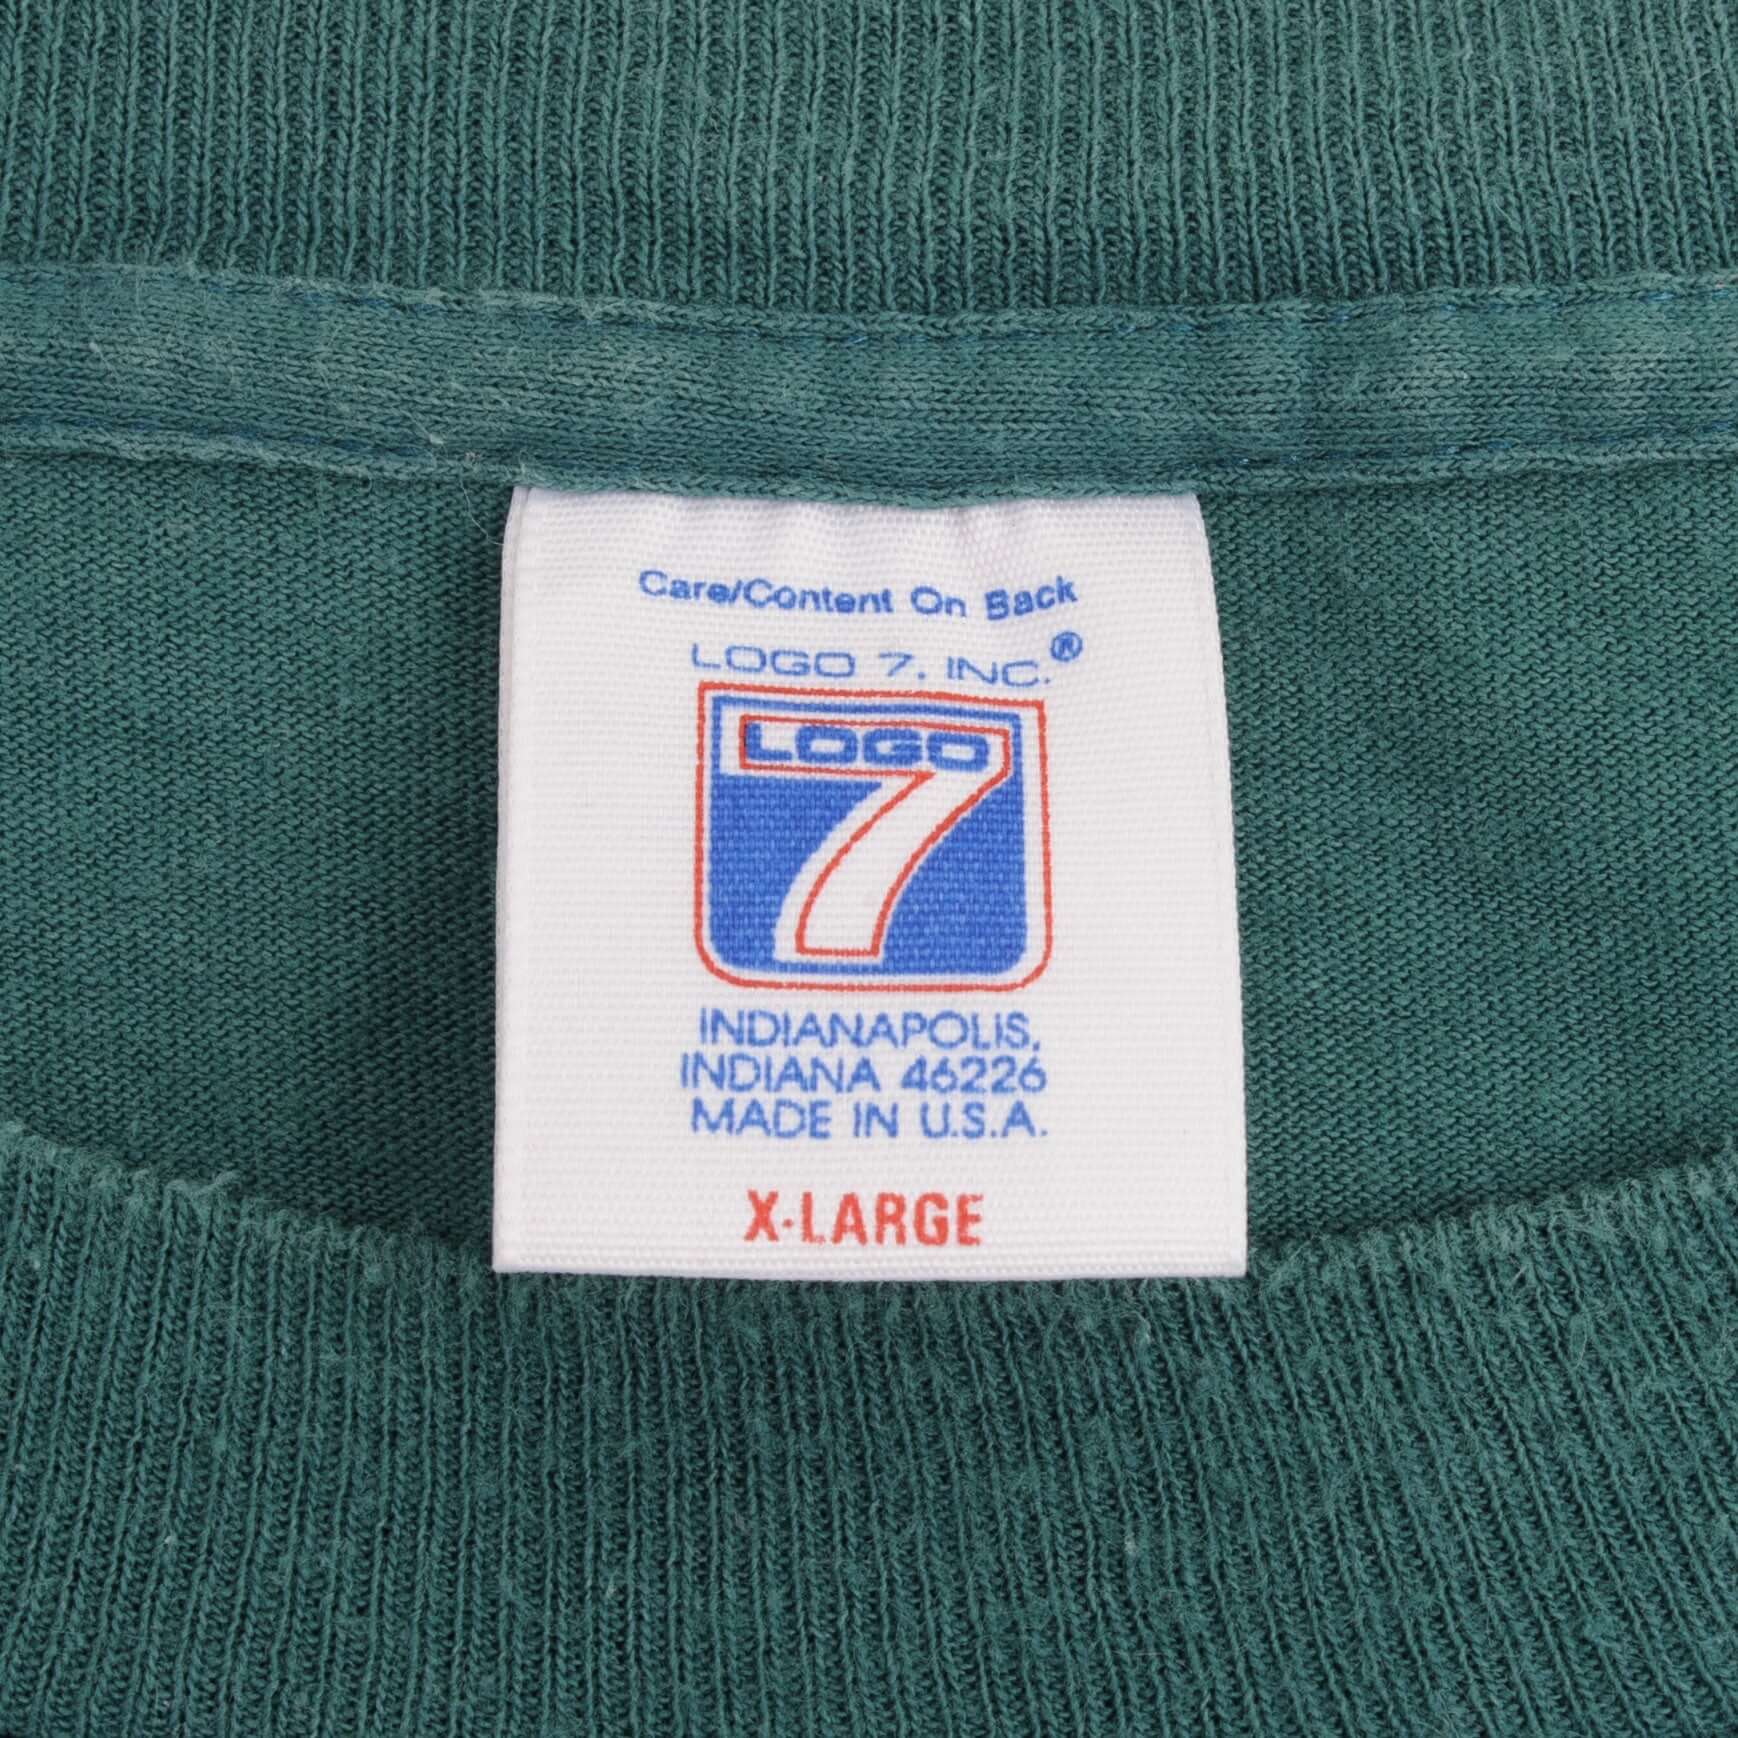 Care/Content On Back
LOGO 7, INC.®
LOGO
7
INDIANAPOLIS,
INDIANA 46226
MADE IN U.S.A.
X-LARGE